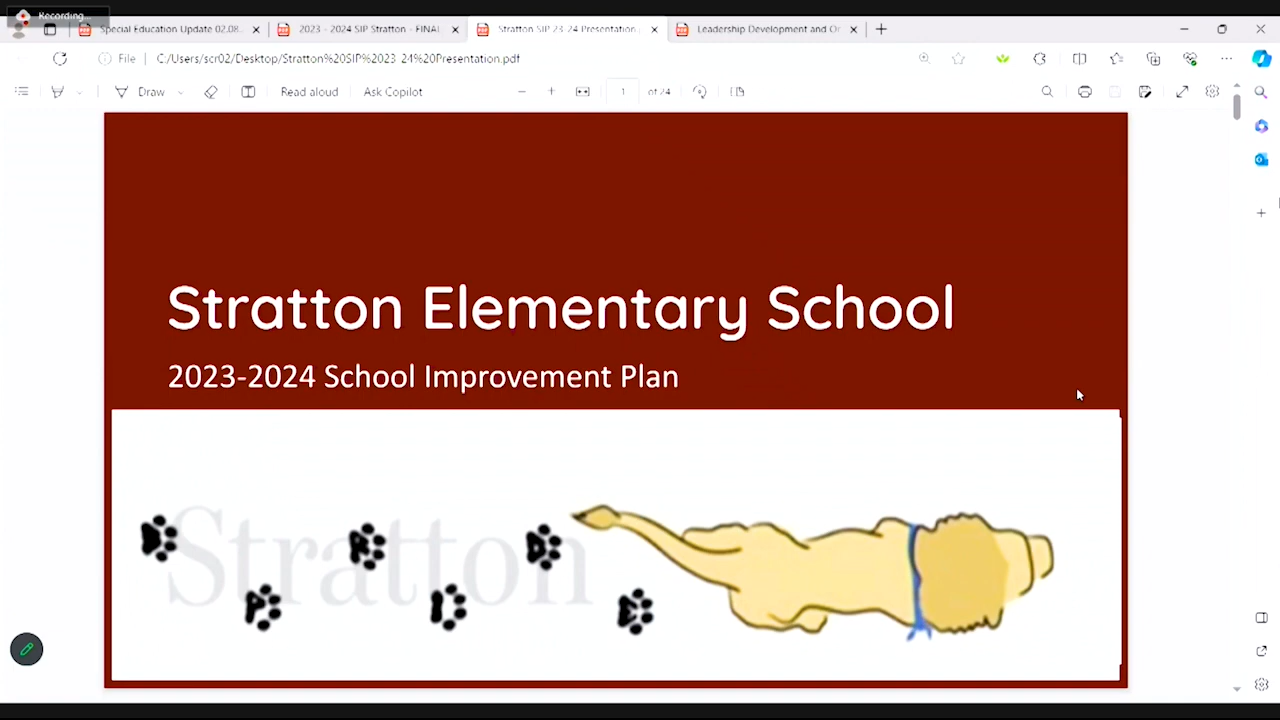 Recording...
Special Education Update 02.08
2023 - 2024 SIP Stratton - FINAL
Stratton SIP 23-24 Presentation.
Leadership Development and Or
File C:/Users/scr02/Desktop/Stratton%20SIP%2023 24%20Presentation.pdf
Draw Read aloud Ask Copilot 1 of 24
Stratton Elementary School
2023-2024 School Improvement Plan
Stratton
R D
P I E